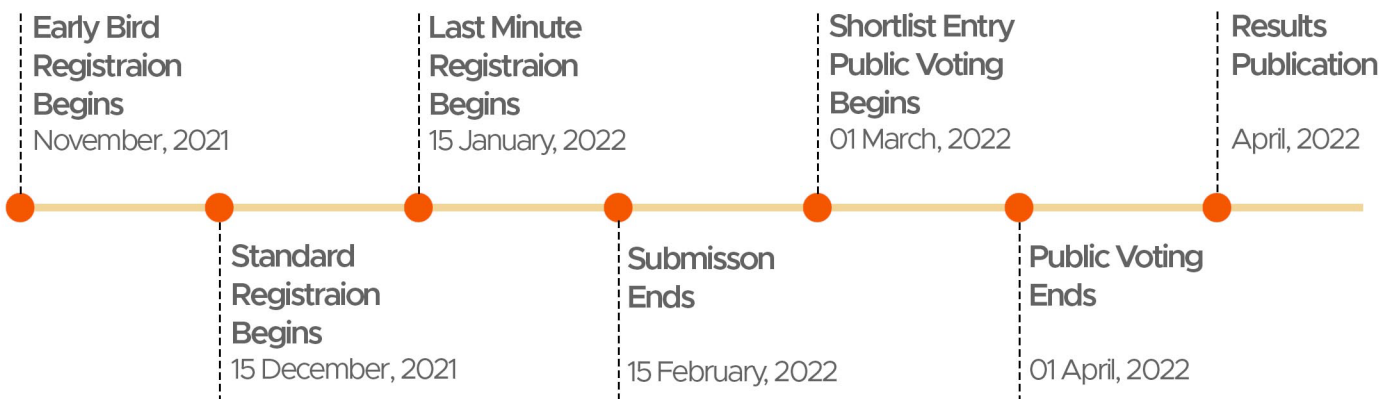 Early Bird
Registraion
Begins
November, 2021
Standard
Registraion
Begins
15 December, 2021
Last Minute
Registraion
Begins
15 January, 2022
Submisson
Ends
15 February, 2022
Shortlist Entry
Public Voting
Begins
01 March, 2022
Public Voting
Ends
01 April, 2022
Results
Publication
April, 2022